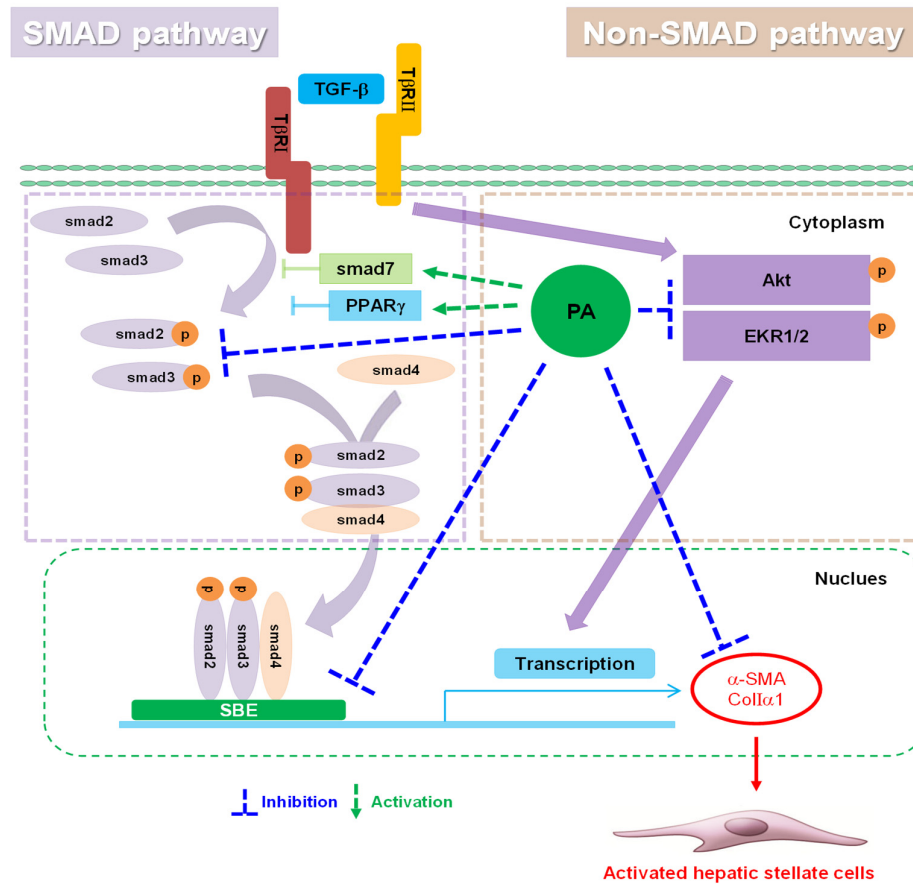 SMAD pathway
Non-SMAD pathway
TGF-β
TβRI
TβRII
smad2
smad3
Cytoplasm
smad7
PPARγ
PA
Akt
p
EKR1/2
p
smad2
p
smad3
p
smad4
p
smad2
p
smad3
smad4
Nuclues
p
p
smad2
smad3
smad4
SBE
Transcription
α-SMA
ColIα1
Inhibition
Activation
Activated hepatic stellate cells